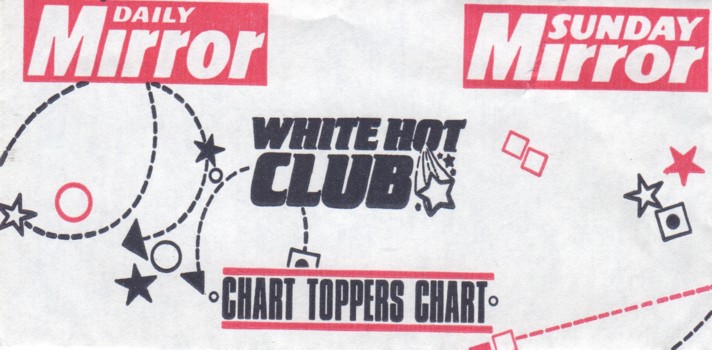 DAILY
Mirror
SUNDAY
Mirror
WHITE HOT
CLUB
CHART TOPPERS CHART